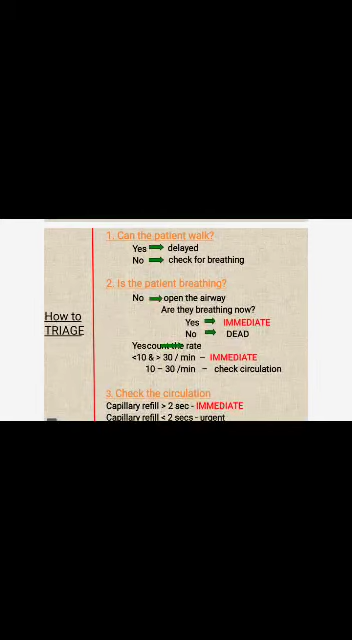 1. Can the patient walk?
Yes delayed
No check for breathing
2. Is the patient breathing?
No open the airway
Are they breathing now?
Yes IMMEDIATE
No DEAD
Yes count the rate
<10 & > 30 / min – IMMEDIATE
10 – 30 /min – check circulation
3. Check the circulation
Capillary refill > 2 sec - IMMEDIATE
Capillary refill < 2 secs - urgent
How to
TRIAGE